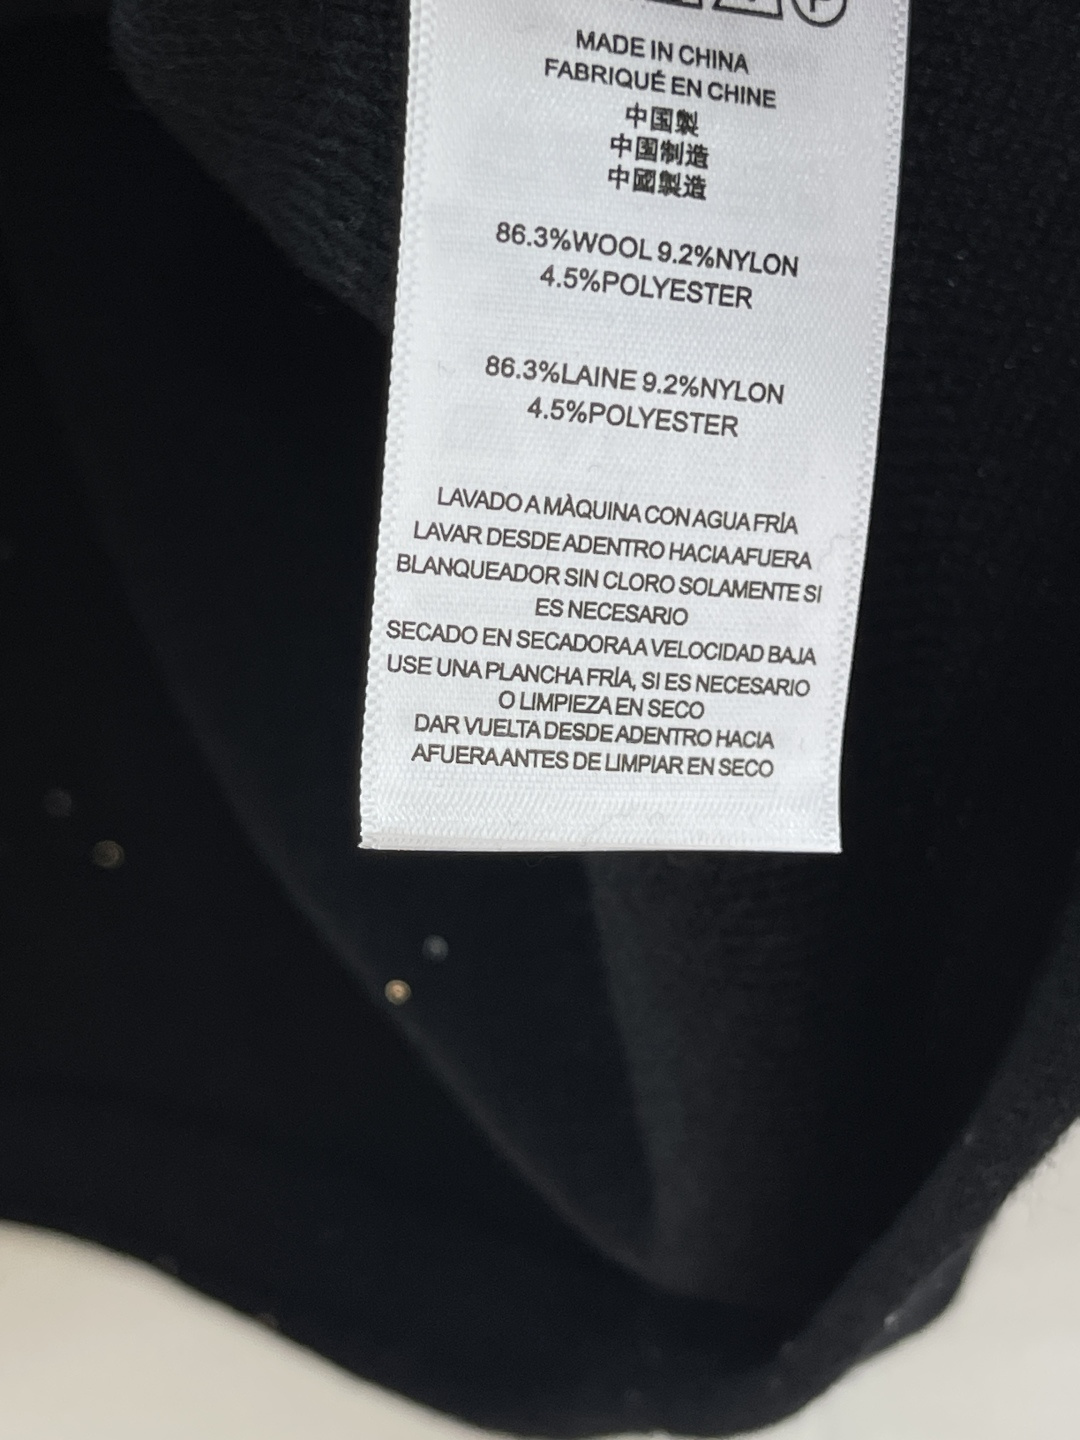 P
MADE IN CHINA
FABRIQUÉ EN CHINE
中国製
中国制造
中國製造
86.3%WOOL 9.2%NYLON
4.5%POLYESTER
86.3%LAINE 9.2%NYLON
4.5%POLYESTER
LAVADO A MÀQUINA CON AGUA FRÍA
LAVAR DESDE ADENTRO HACIA AFUERA
BLANQUEADOR SIN CLORO SOLAMENTE SI
ES NECESARIO
SECADO EN SECADORA A VELOCIDAD BAJA
USE UNA PLANCHA FRÍA, SI ES NECESARIO
O LIMPIEZA EN SECO
DAR VUELTA DESDE ADENTRO HACIA
AFUERA ANTES DE LIMPIAR EN SECO